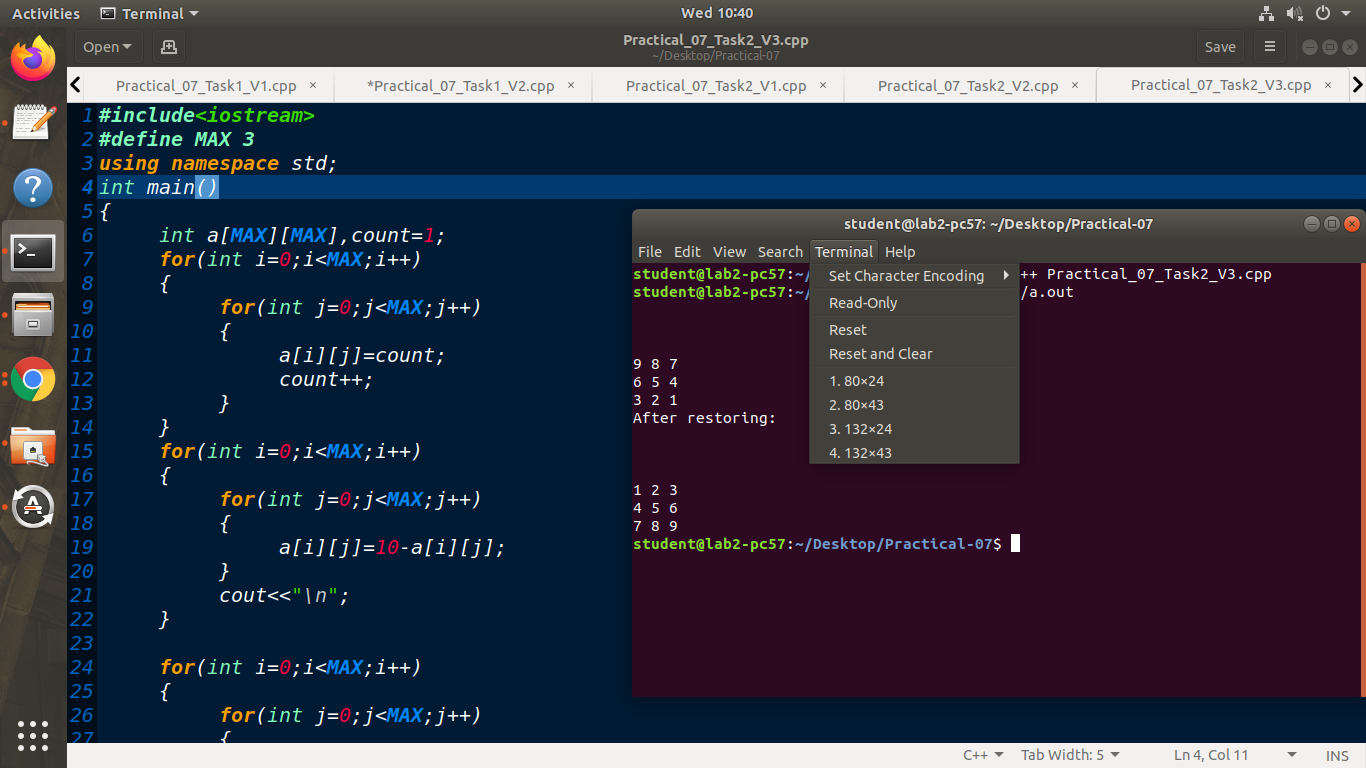 Activities Terminal Wed 10:40
Open Practical_07_Task2_V3.cpp Save
~/Desktop/Practical-07
Practical_07_Task1_V1.cpp × *Practical_07_Task1_V2.cpp × Practical_07_Task2_V1.cpp × Practical_07_Task2_V2.cpp × Practical_07_Task2_V3.cpp ×
1 #include<iostream>
2 #define MAX 3
3 using namespace std;
4 int main()
5 {
6 int a[MAX][MAX],count=1;
7 for(int i=0;i<MAX;i++)
8 {
9 for(int j=0;j<MAX;j++)
10 {
11 a[i][j]=count;
12 count++;
13 }
14 }
15 for(int i=0;i<MAX;i++)
16 {
17 for(int j=0;j<MAX;j++)
18 {
19 a[i][j]=10-a[i][j];
20 }
21 cout<<"\n";
22 }
23
24 for(int i=0;i<MAX;i++)
25 {
26 for(int j=0;j<MAX;j++)
27 {
student@lab2-pc57: ~/Desktop/Practical-07
File Edit View Search Terminal Help
student@lab2-pc57:~/ ++ Practical_07_Task2_V3.cpp
student@lab2-pc57:~/ /a.out
9 8 7
6 5 4
3 2 1
After restoring:
1 2 3
4 5 6
7 8 9
student@lab2-pc57:~/Desktop/Practical-07$
Set Character Encoding
Read-Only
Reset
Reset and Clear
1. 80×24
2. 80×43
3. 132×24
4. 132×43
C++ Tab Width: 5 Ln 4, Col 11 INS